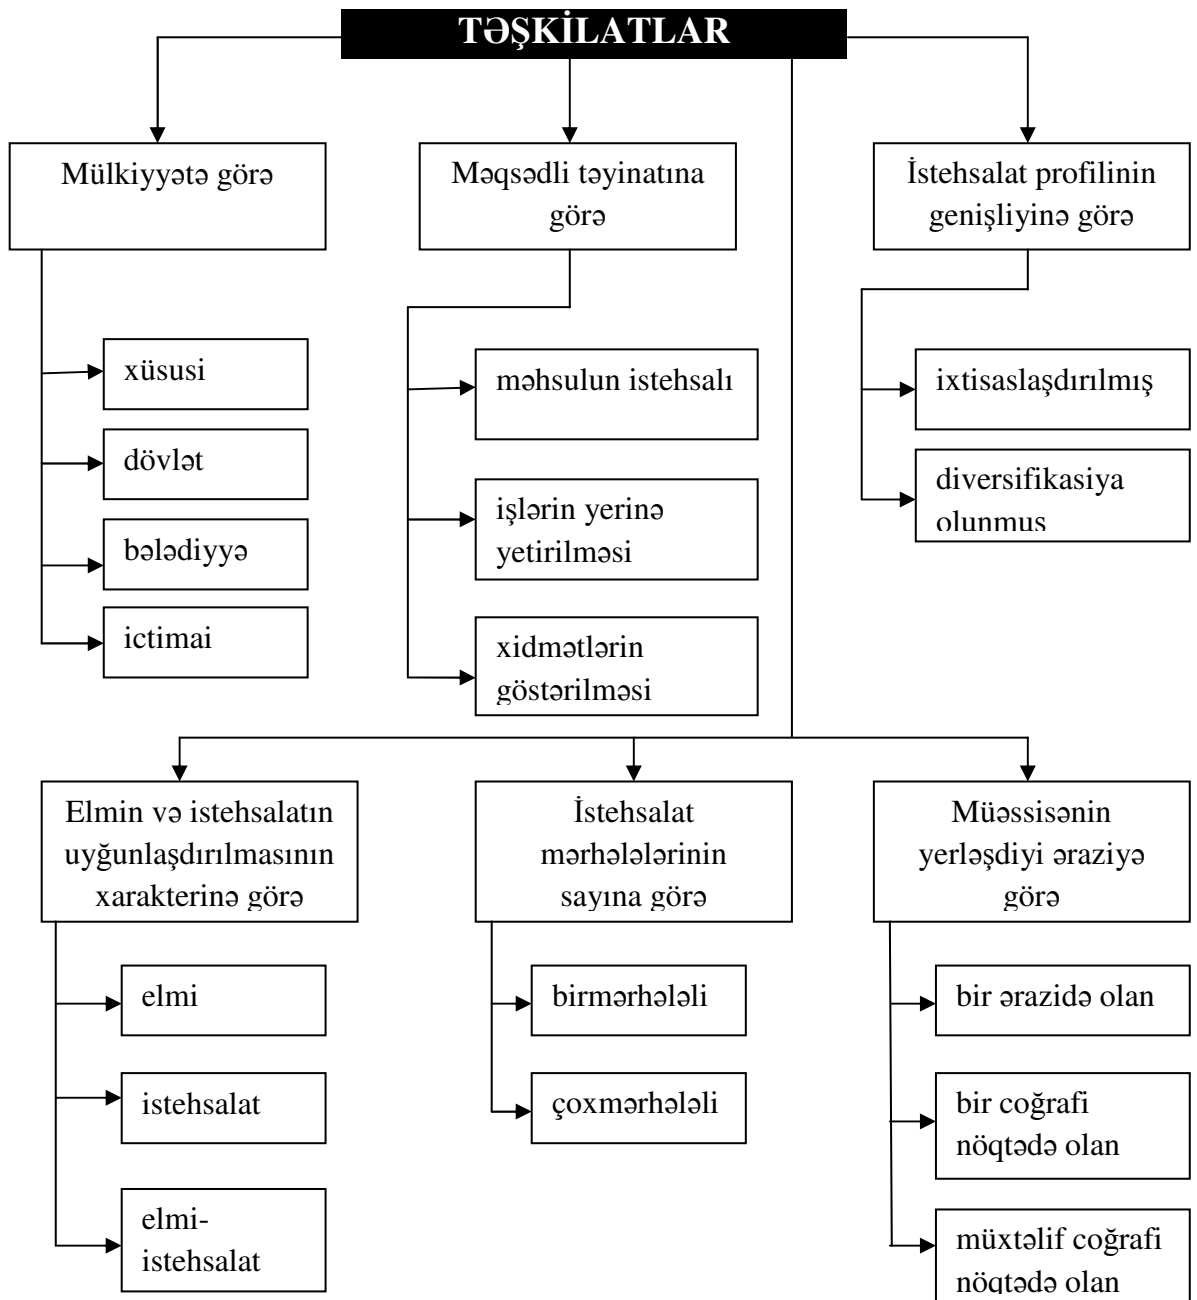 TƏŞKİLATLAR
Mülkiyyətə görə
Məqsədli təyinatına
görə
İstehsalat profilinin
genişliyinə görə
xüsusi
dövlət
bələdiyyə
ictimai
məhsulun istehsalı
işlərin yerinə
yetirilməsi
xidmətlərin
göstərilməsi
ixtisaslaşdırılmış
diversifikasiya
olunmuş
Elmin və istehsalatın
uyğunlaşdırılmasının
xarakterinə görə
İstehsalat
mərhələlərinin
sayına görə
Müəssisənin
yerləşdiyi əraziyə
görə
elmi
istehsalat
elmi-
istehsalat
birmərhələli
çoxmərhələli
bir ərazidə olan
bir coğrafi
nöqtədə olan
müxtəlif coğrafi
nöqtədə olan